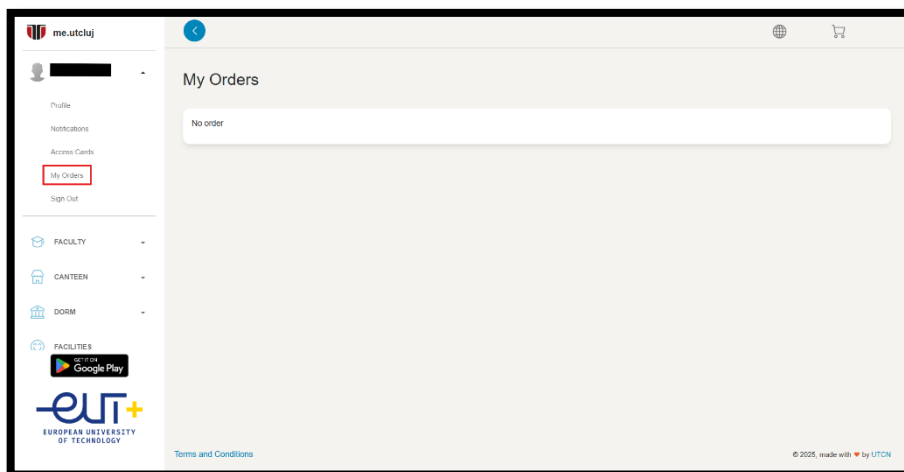 me.utcluj
Profile
Notifications
Access Cards
My Orders
Sign Out
FACULTY
CANTEEN
DORM
FACILITIES
GET IT ON
Google Play
eut+
EUROPEAN UNIVERSITY
OF TECHNOLOGY
My Orders
No order
Terms and Conditions
© 2025, made with ♥ by UTCN